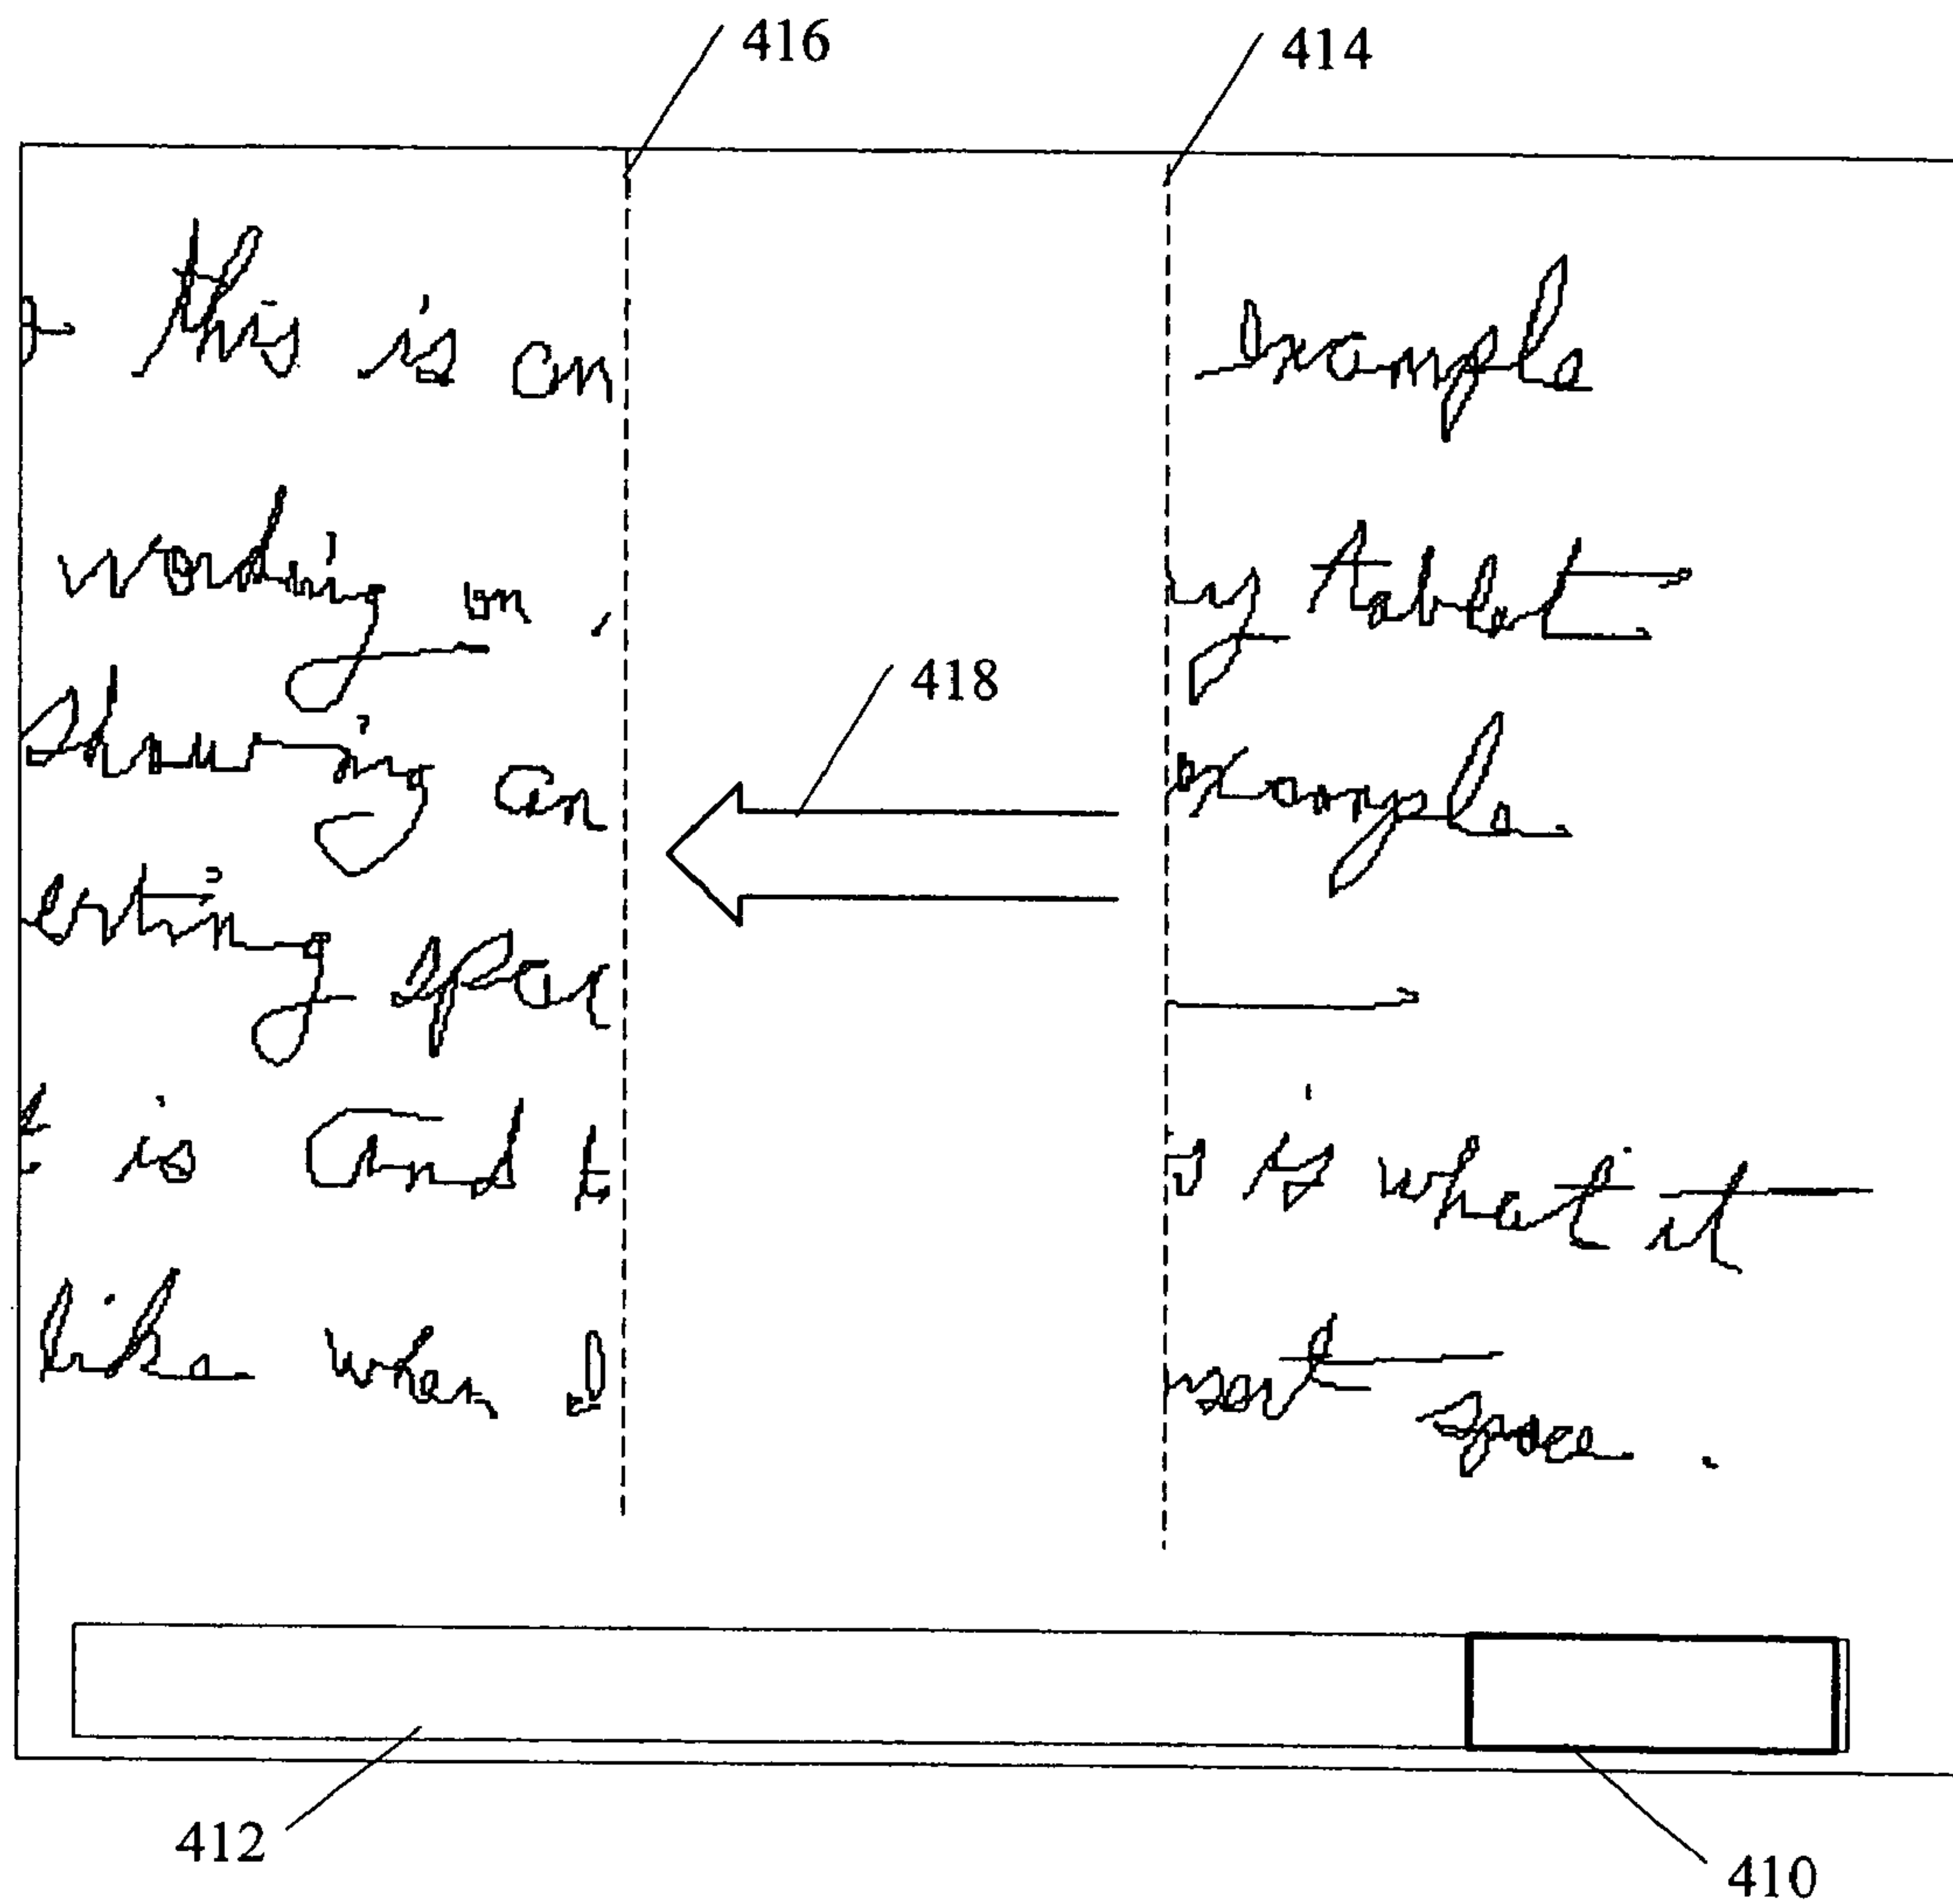 416 414
this is an example
working on my tablet
showing an example
418
erting spac
t is and t s is what it
like when I nsert space .
412
410